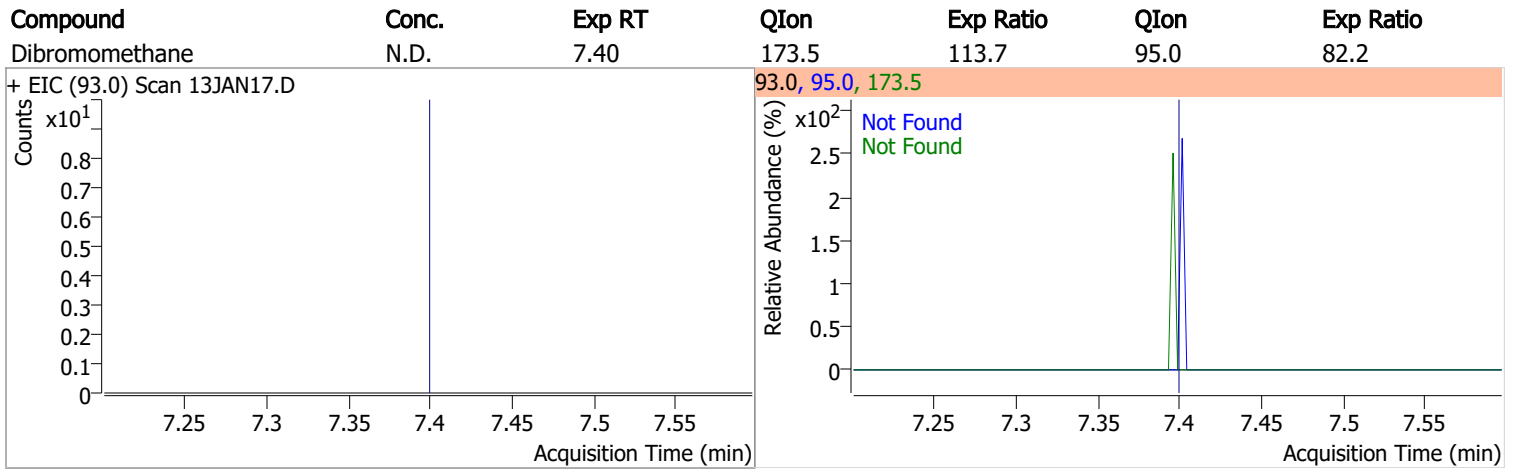 Compound Conc. Exp RT QIon Exp Ratio QIon Exp Ratio
Dibromomethane N.D. 7.40 173.5 113.7 95.0 82.2
+ EIC (93.0) Scan 13JAN17.D
Counts
x10¹
0.8
0.7
0.6
0.5
0.4
0.3
0.2
0.1
0
7.25 7.3 7.35 7.4 7.45 7.5 7.55
Acquisition Time (min)
93.0, 95.0, 173.5
Relative Abundance (%)
x10²
Not Found
Not Found
2.5
2
1.5
1
0.5
0
7.25 7.3 7.35 7.4 7.45 7.5 7.55
Acquisition Time (min)